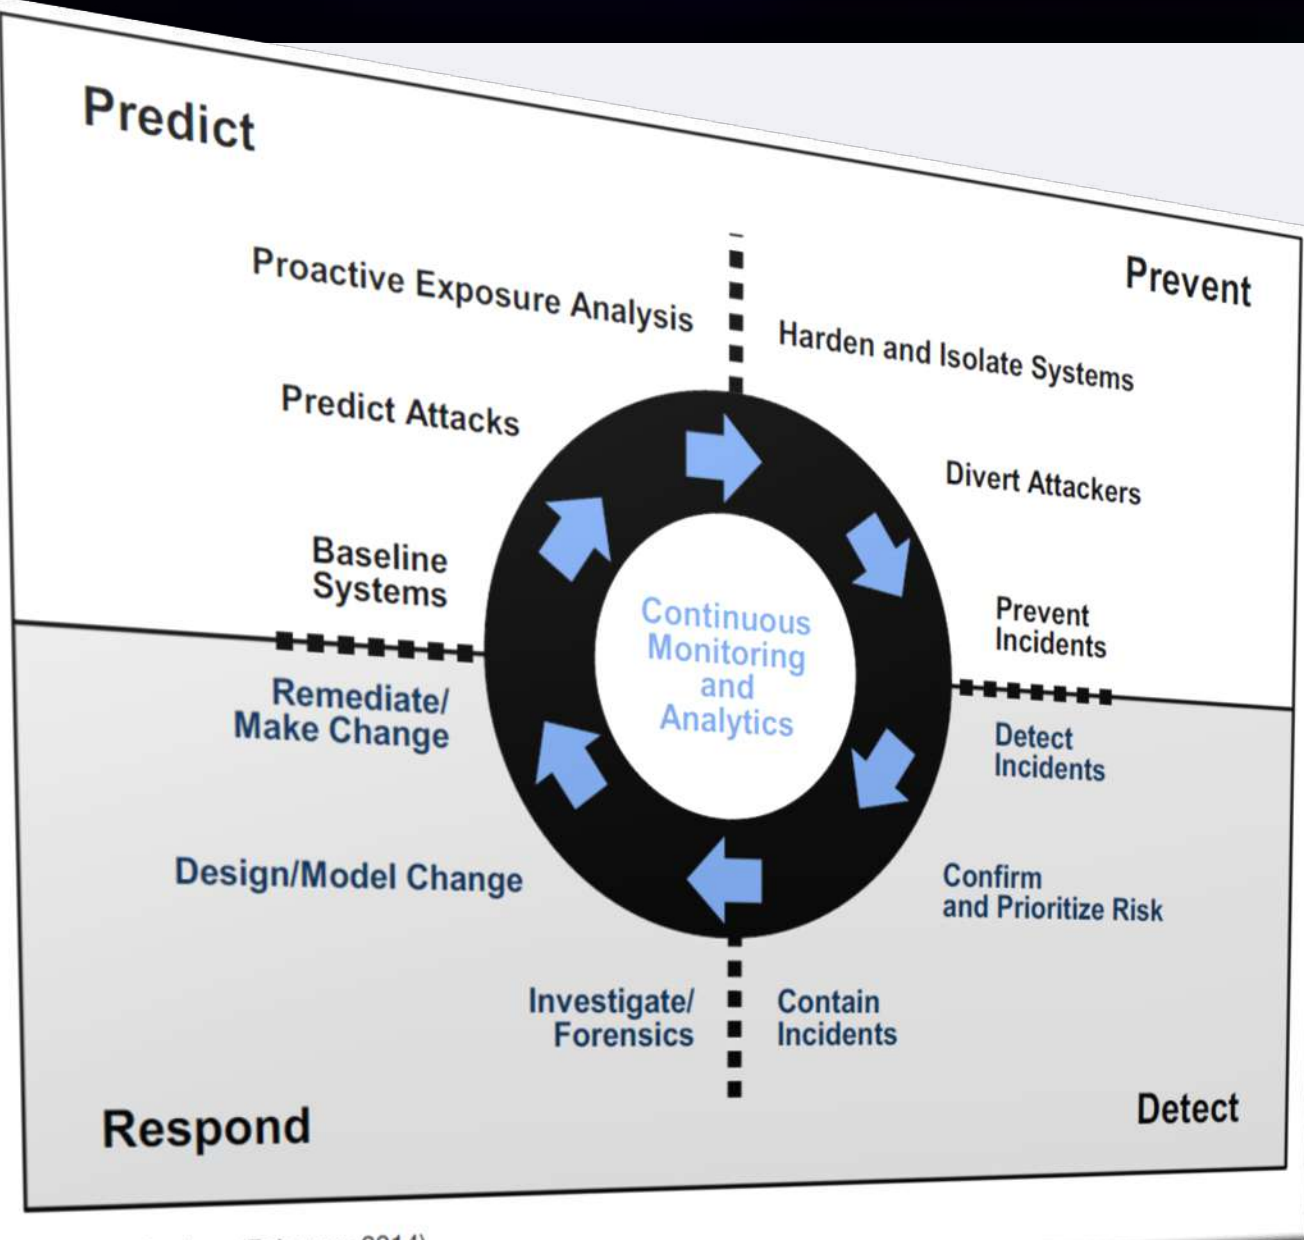 Predict
Prevent
Proactive Exposure Analysis
Harden and Isolate Systems
Predict Attacks
Divert Attackers
Baseline
Systems
Prevent
Incidents
Continuous
Monitoring
and
Analytics
Remediate/
Make Change
Detect
Incidents
Design/Model Change
Confirm
and Prioritize Risk
Investigate/
Forensics
Contain
Incidents
Respond
Detect